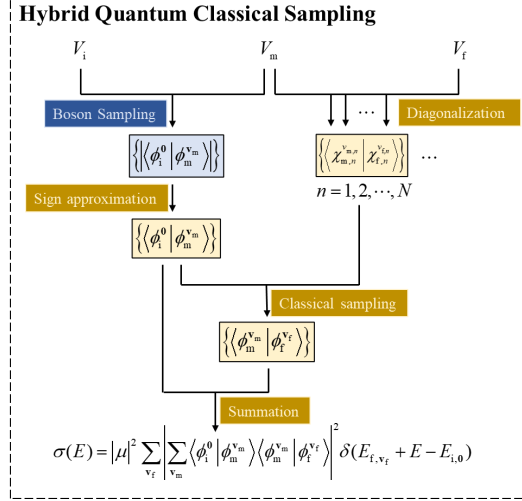 Hybrid Quantum Classical Sampling
V_i V_m V_f
Boson Sampling
⋯ Diagonalization
{|⟨ϕ_i^0|ϕ_m^{v_m}⟩|}
{⟨χ_{m,n}^{v_{m,n}}|χ_{f,n}^{v_{f,n}}⟩} ⋯
n = 1, 2, ⋯, N
Sign approximation
{⟨ϕ_i^0|ϕ_m^{v_m}⟩}
Classical sampling
{⟨ϕ_m^{v_m}|ϕ_f^{v_f}⟩}
Summation
σ(E) = |μ|^2 ∑_{v_f} |∑_{v_m} ⟨ϕ_i^0|ϕ_m^{v_m}⟩⟨ϕ_m^{v_m}|ϕ_f^{v_f}⟩|^2 δ(E_{f,v_f} + E − E_{i,0})